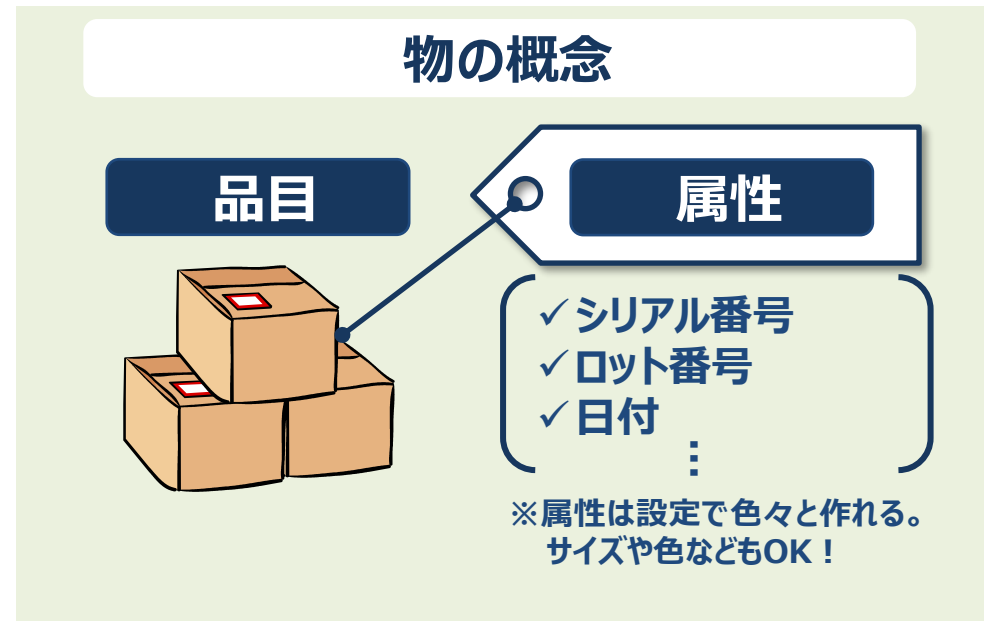 物の概念
品目
属性
✓シリアル番号
✓ロット番号
✓日付
⋮
※属性は設定で色々と作れる。
サイズや色などもOK！